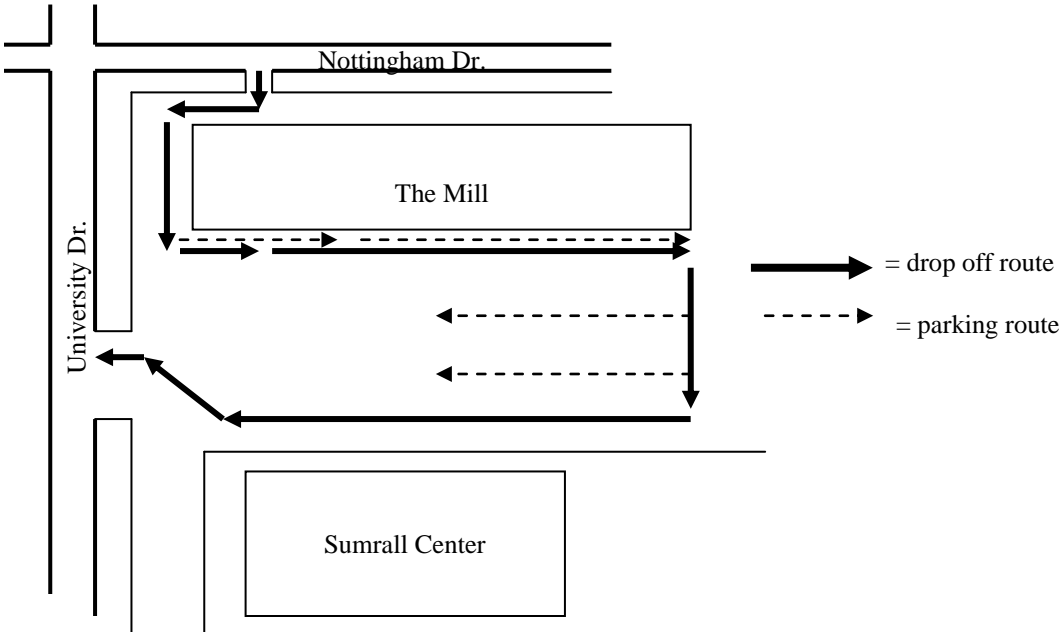 Nottingham Dr.
The Mill
University Dr.
= drop off route
= parking route
Sumrall Center